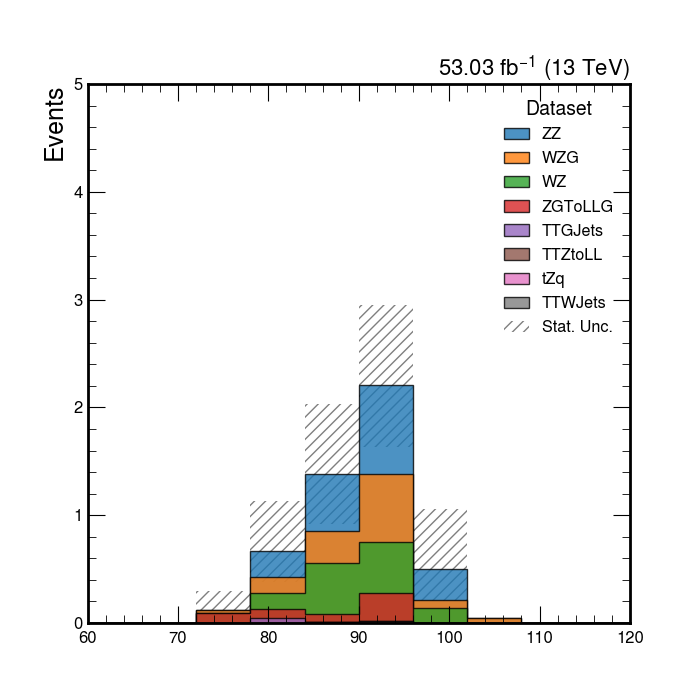 53.03 fb⁻¹ (13 TeV)
Events
5
4
3
2
1
0
60 70 80 90 100 110 120
Dataset
ZZ
WZG
WZ
ZGToLLG
TTGJets
TTZtoLL
tZq
TTWJets
Stat. Unc.